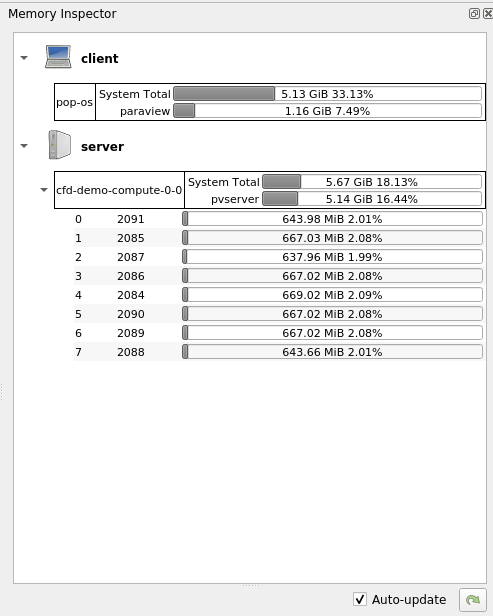 Memory Inspector
client
pop-os
System Total 5.13 GiB 33.13%
paraview 1.16 GiB 7.49%
server
cfd-demo-compute-0-0
System Total 5.67 GiB 18.13%
pvserver 5.14 GiB 16.44%
0 2091 643.98 MiB 2.01%
1 2085 667.03 MiB 2.08%
2 2087 637.96 MiB 1.99%
3 2086 667.02 MiB 2.08%
4 2084 669.02 MiB 2.09%
5 2090 667.02 MiB 2.08%
6 2089 667.02 MiB 2.08%
7 2088 643.66 MiB 2.01%
Auto-update